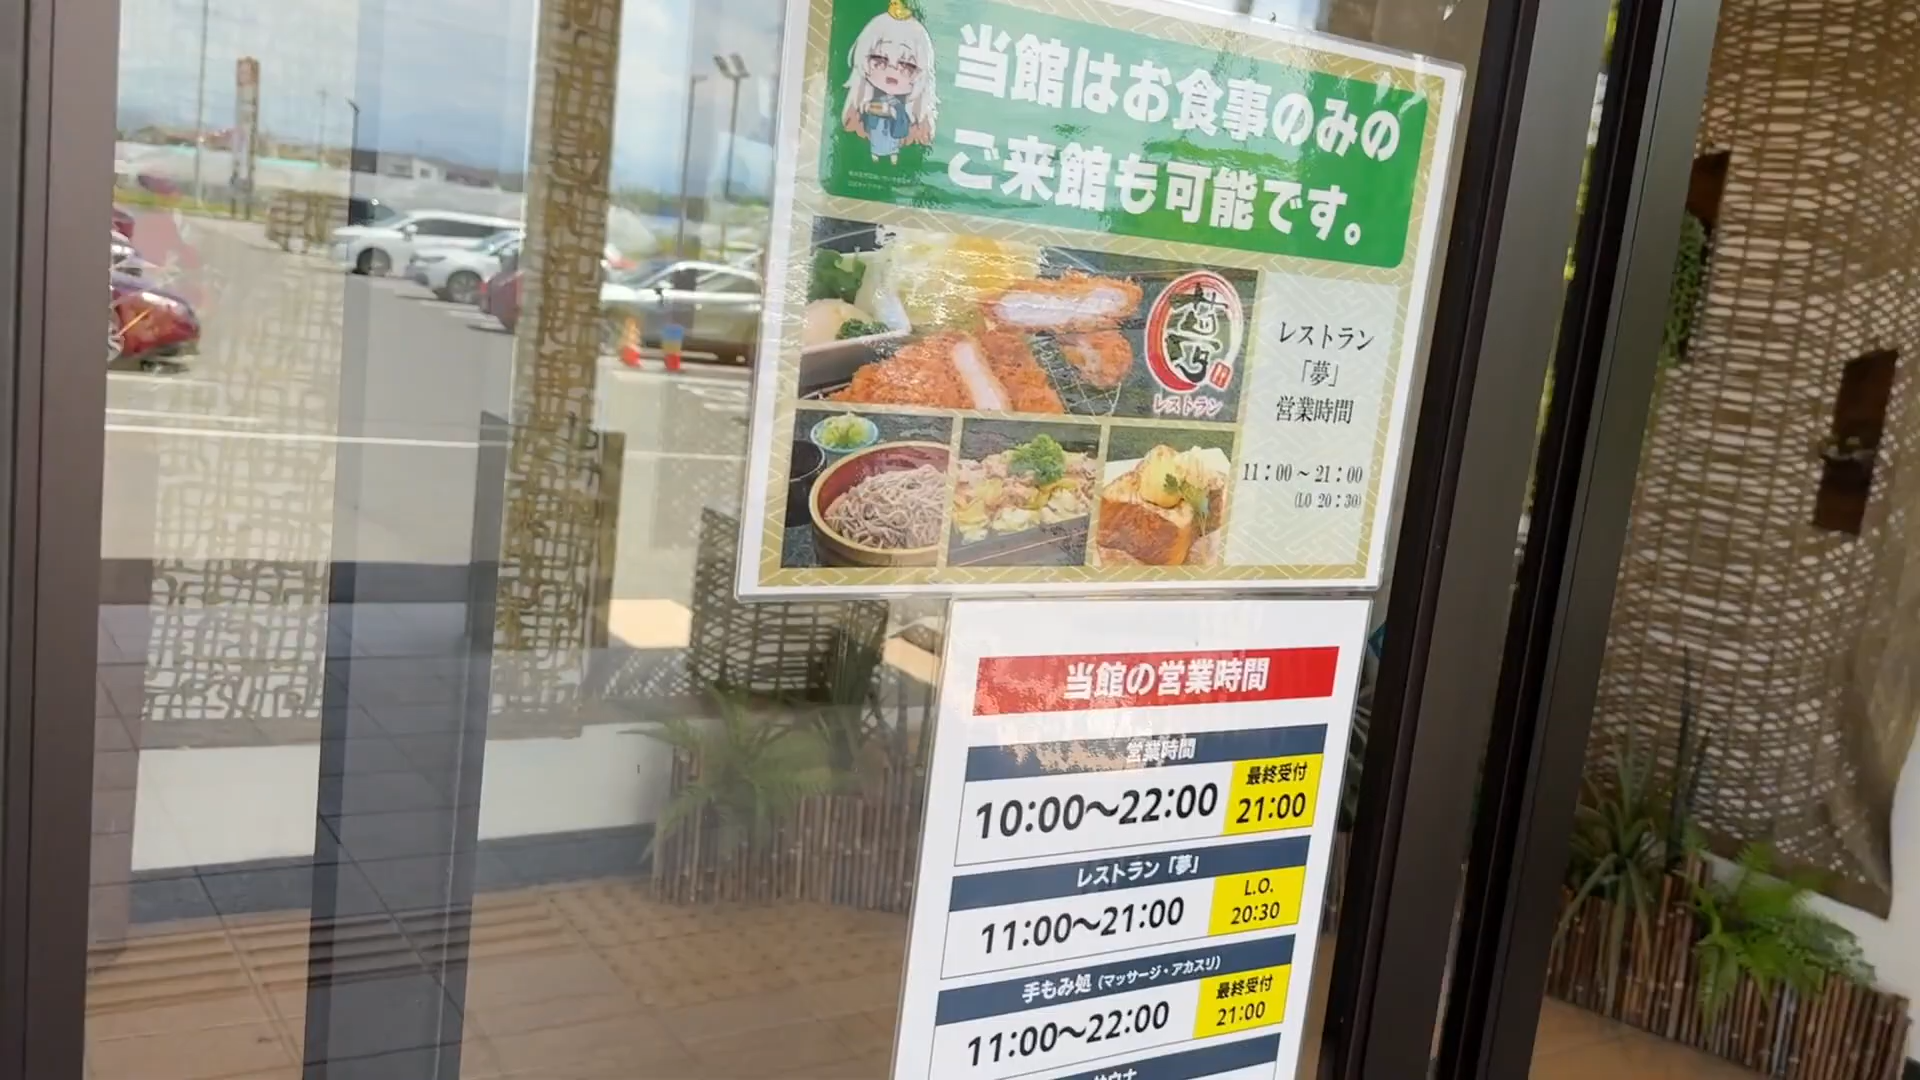 当館はお食事のみの
ご来館も可能です。
レストラン
レストラン
「夢」
営業時間
11：00～21：00
(LO 20：30)
当館の営業時間
営業時間
10:00～22:00
最終受付
21:00
レストラン「夢」
11:00～21:00
L.O.
20:30
手もみ処（マッサージ・アカスリ）
11:00～22:00
最終受付
21:00